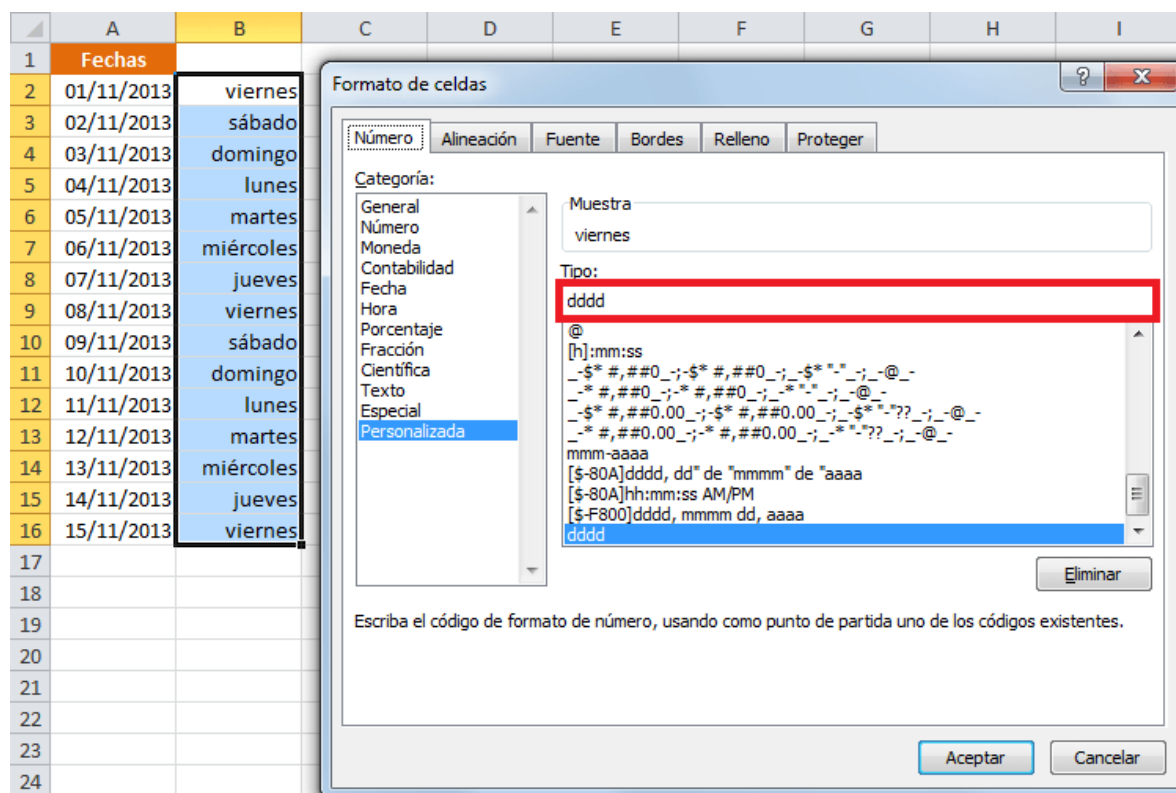 A B C D E F G H I
1 Fechas
2 01/11/2013 viernes
3 02/11/2013 sábado
4 03/11/2013 domingo
5 04/11/2013 lunes
6 05/11/2013 martes
7 06/11/2013 miércoles
8 07/11/2013 jueves
9 08/11/2013 viernes
10 09/11/2013 sábado
11 10/11/2013 domingo
12 11/11/2013 lunes
13 12/11/2013 martes
14 13/11/2013 miércoles
15 14/11/2013 jueves
16 15/11/2013 viernes
17
18
19
20
21
22
23
24
Formato de celdas
Número Alineación Fuente Bordes Relleno Proteger
Categoría:
General
Número
Moneda
Contabilidad
Fecha
Hora
Porcentaje
Fracción
Científica
Texto
Especial
Personalizada
Muestra
viernes
Tipo:
dddd
@
[h]:mm:ss
_-$* #,##0_-;-$* #,##0_-;_-$* "-"_-;_-@_-
_-* #,##0_-;-* #,##0_-;_-* "-"_-;_-@_-
_-$* #,##0.00_-;-$* #,##0.00_-;_-$* "-"??_-;_-@_-
_-* #,##0.00_-;-* #,##0.00_-;_-* "-"??_-;_-@_-
mmm-aaaa
[$-80A]dddd, dd" de "mmmm" de "aaaa
[$-80A]hh:mm:ss AM/PM
[$-F800]dddd, mmmm dd, aaaa
dddd
Eliminar
Escriba el código de formato de número, usando como punto de partida uno de los códigos existentes.
Aceptar Cancelar